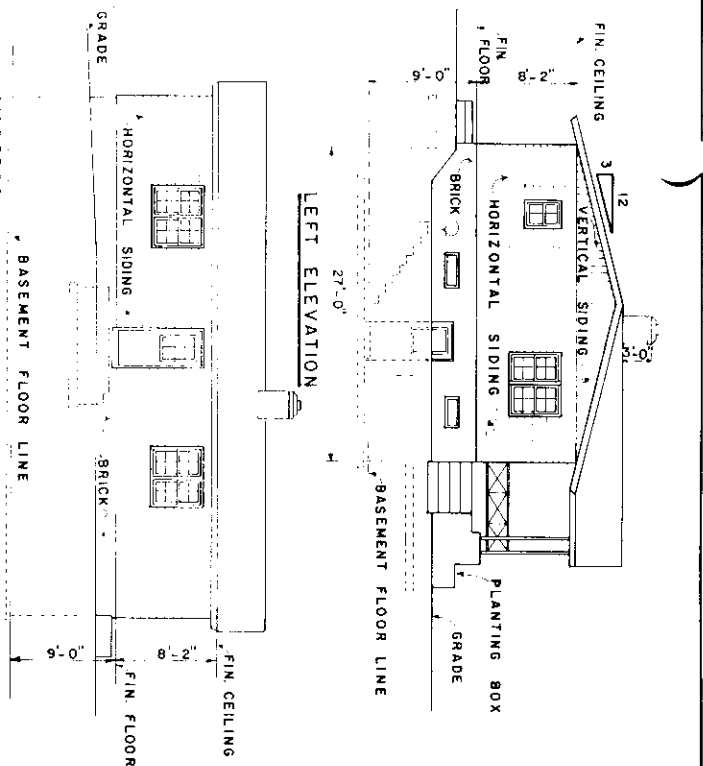 FIN. CEILING
FIN
FLOOR
9'-0"
8'-2"
3
12
VERTICAL SIDING
HORIZONTAL SIDING
BRICK
3'-0"
27'-0"
BASEMENT FLOOR LINE
PLANTING BOX
GRADE
LEFT ELEVATION
GRADE
HORIZONTAL SIDING
BRICK
BASEMENT FLOOR LINE
9'-0"
8'-2"
FIN. CEILING
FIN. FLOOR